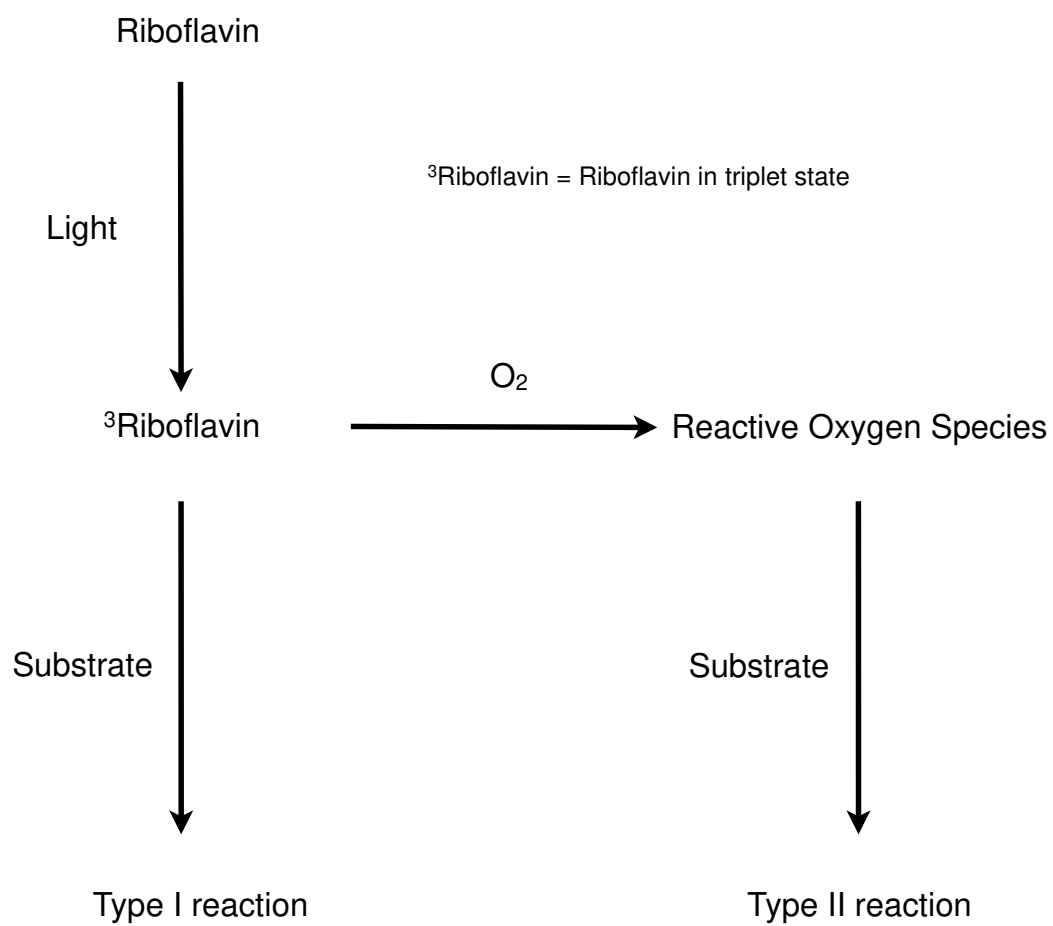 Riboflavin
³Riboflavin = Riboflavin in triplet state
Light
O₂
³Riboflavin
Reactive Oxygen Species
Substrate
Substrate
Type I reaction
Type II reaction